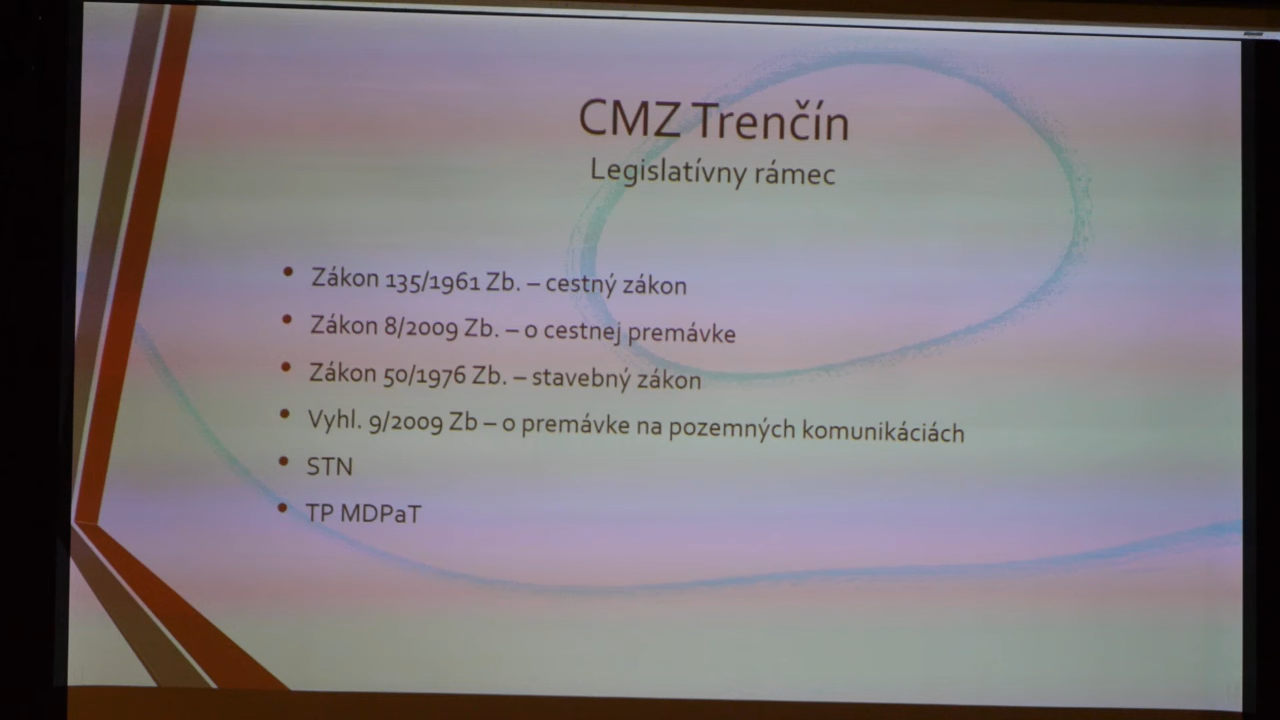 CMZ Trenčín
Legislatívny rámec
• Zákon 135/1961 Zb. – cestný zákon
• Zákon 8/2009 Zb. – o cestnej premávke
• Zákon 50/1976 Zb. – stavebný zákon
• Vyhl. 9/2009 Zb – o premávke na pozemných komunikáciách
• STN
• TP MDPaT